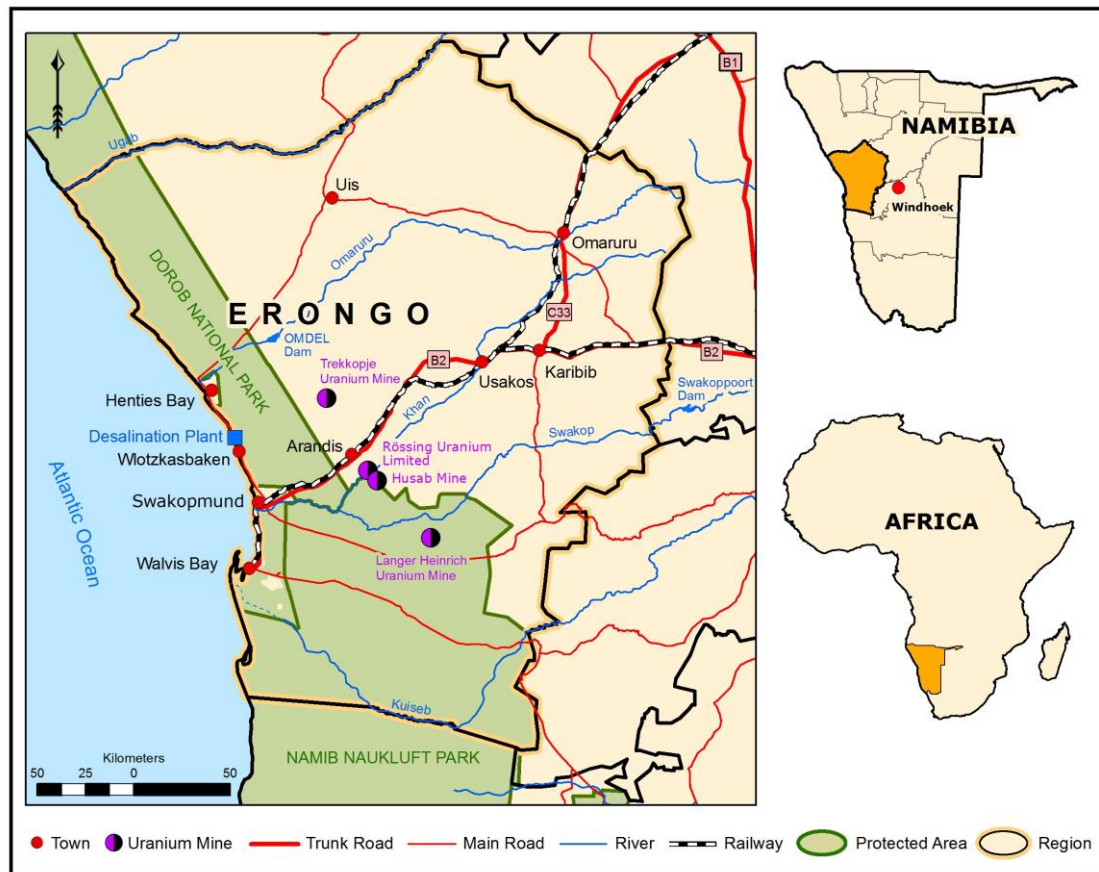 B1
Ugab
Uis
Omaruru
Omaruru
DOROB NATIONAL PARK
ERONGO
OMDEL
Dam
C33
Trekkopje
Uranium Mine
B2
Usakos
Karibib
B2
Henties Bay
Khan
Swakoppoort
Dam
Desalination Plant
Wlotzkasbaken
Arandis
Rössing Uranium
Limited
Husab Mine
Swakop
Atlantic Ocean
Swakopmund
Langer Heinrich
Uranium Mine
Walvis Bay
Kuiseb
NAMIB NAUKLUFT PARK
Kilometers
50 25 0 50
NAMIBIA
Windhoek
AFRICA
Town Uranium Mine Trunk Road Main Road River Railway Protected Area Region